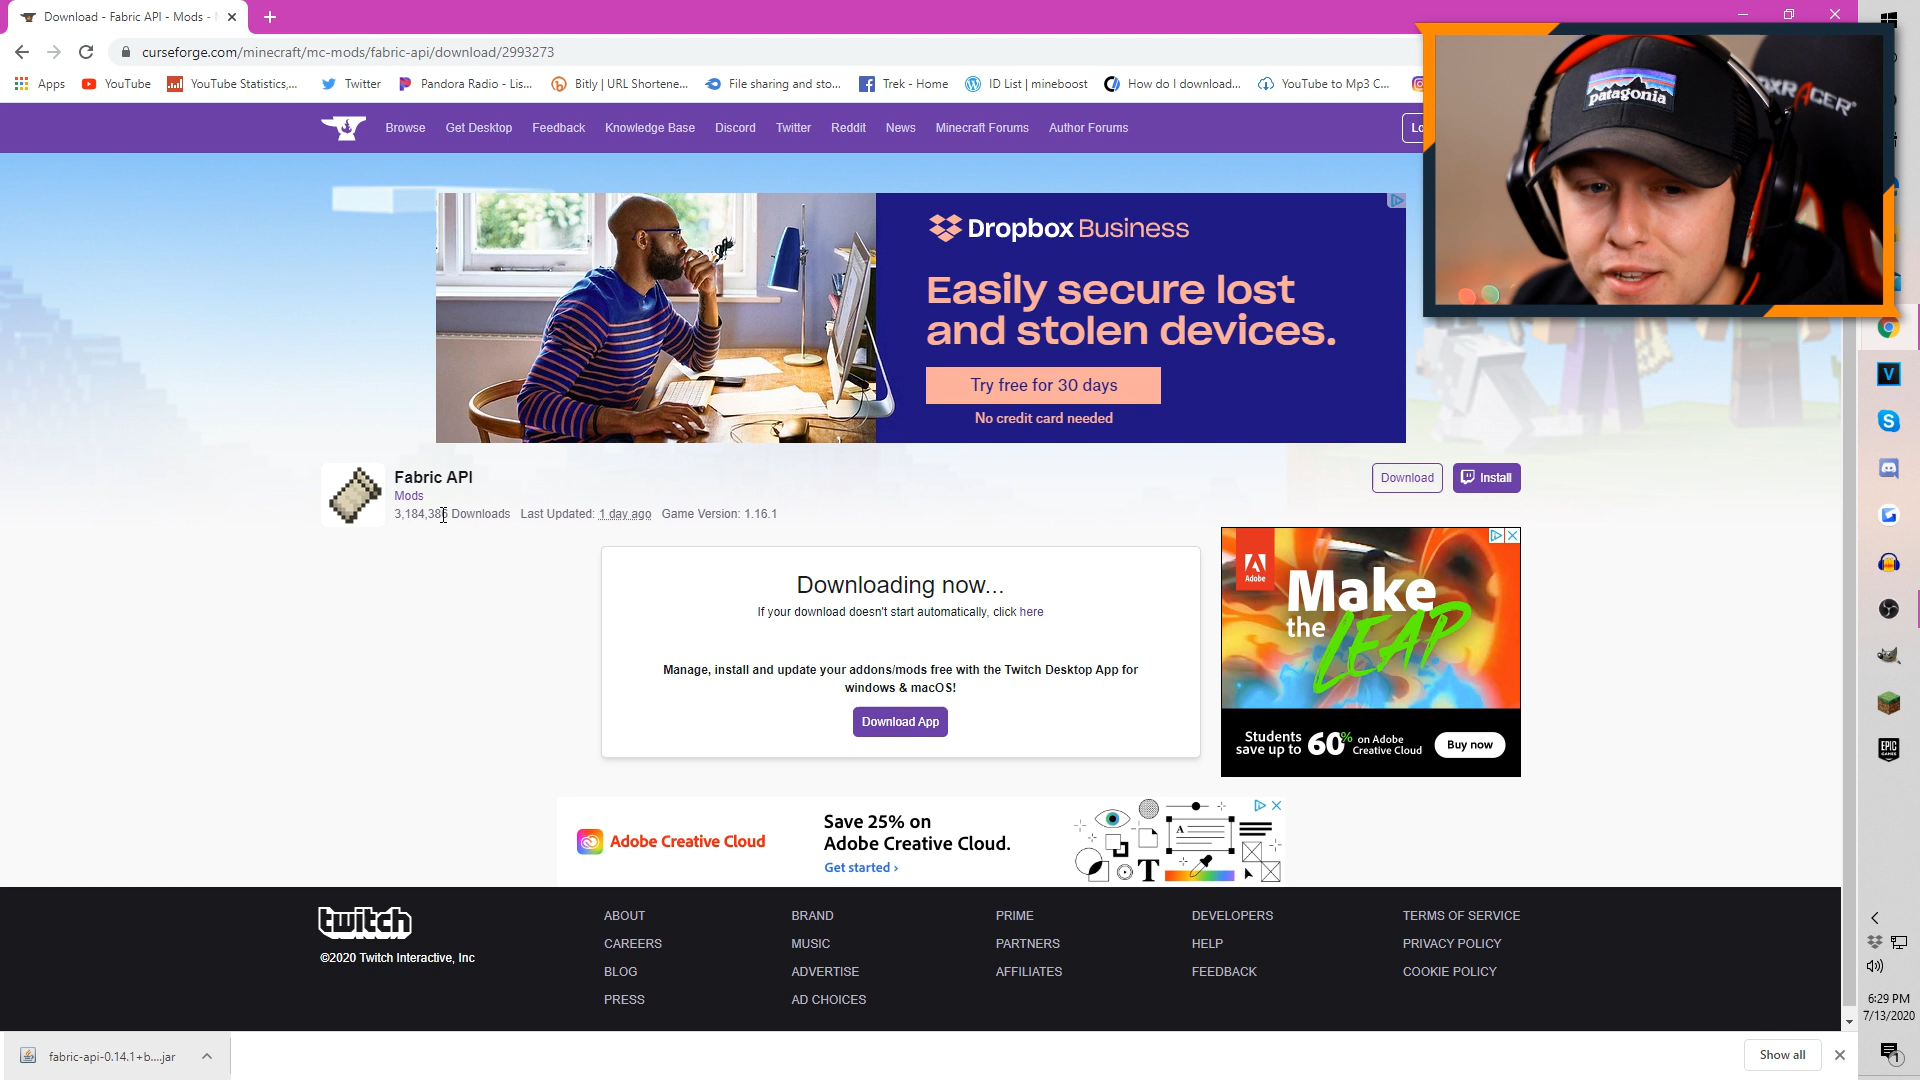 Download - Fabric API - Mods -
curseforge.com/minecraft/mc-mods/fabric-api/download/2993273
Apps YouTube YouTube Statistics,... Twitter Pandora Radio - Lis... Bitly | URL Shortene... File sharing and sto... Trek - Home ID List | mineboost How do I download... YouTube to Mp3 C...
Browse Get Desktop Feedback Knowledge Base Discord Twitter Reddit News Minecraft Forums Author Forums Lo
patagonia
Dropbox Business
Easily secure lost
and stolen devices.
Try free for 30 days
No credit card needed
Fabric API
Mods
3,184,386 Downloads Last Updated: 1 day ago Game Version: 1.16.1
Download Install
Downloading now...
If your download doesn't start automatically, click here
Manage, install and update your addons/mods free with the Twitch Desktop App for
windows & macOS!
Download App
Adobe
Make
the LEAP
Students
save up to 60% on Adobe
Creative Cloud
Buy now
Adobe Creative Cloud
Save 25% on
Adobe Creative Cloud.
Get started ›
A
T
twitch
©2020 Twitch Interactive, Inc
ABOUT BRAND PRIME DEVELOPERS TERMS OF SERVICE
CAREERS MUSIC PARTNERS HELP PRIVACY POLICY
BLOG ADVERTISE AFFILIATES FEEDBACK COOKIE POLICY
PRESS AD CHOICES
V
S
EPIC
GAMES
6:29 PM
7/13/2020
1
fabric-api-0.14.1+b....jar
Show all